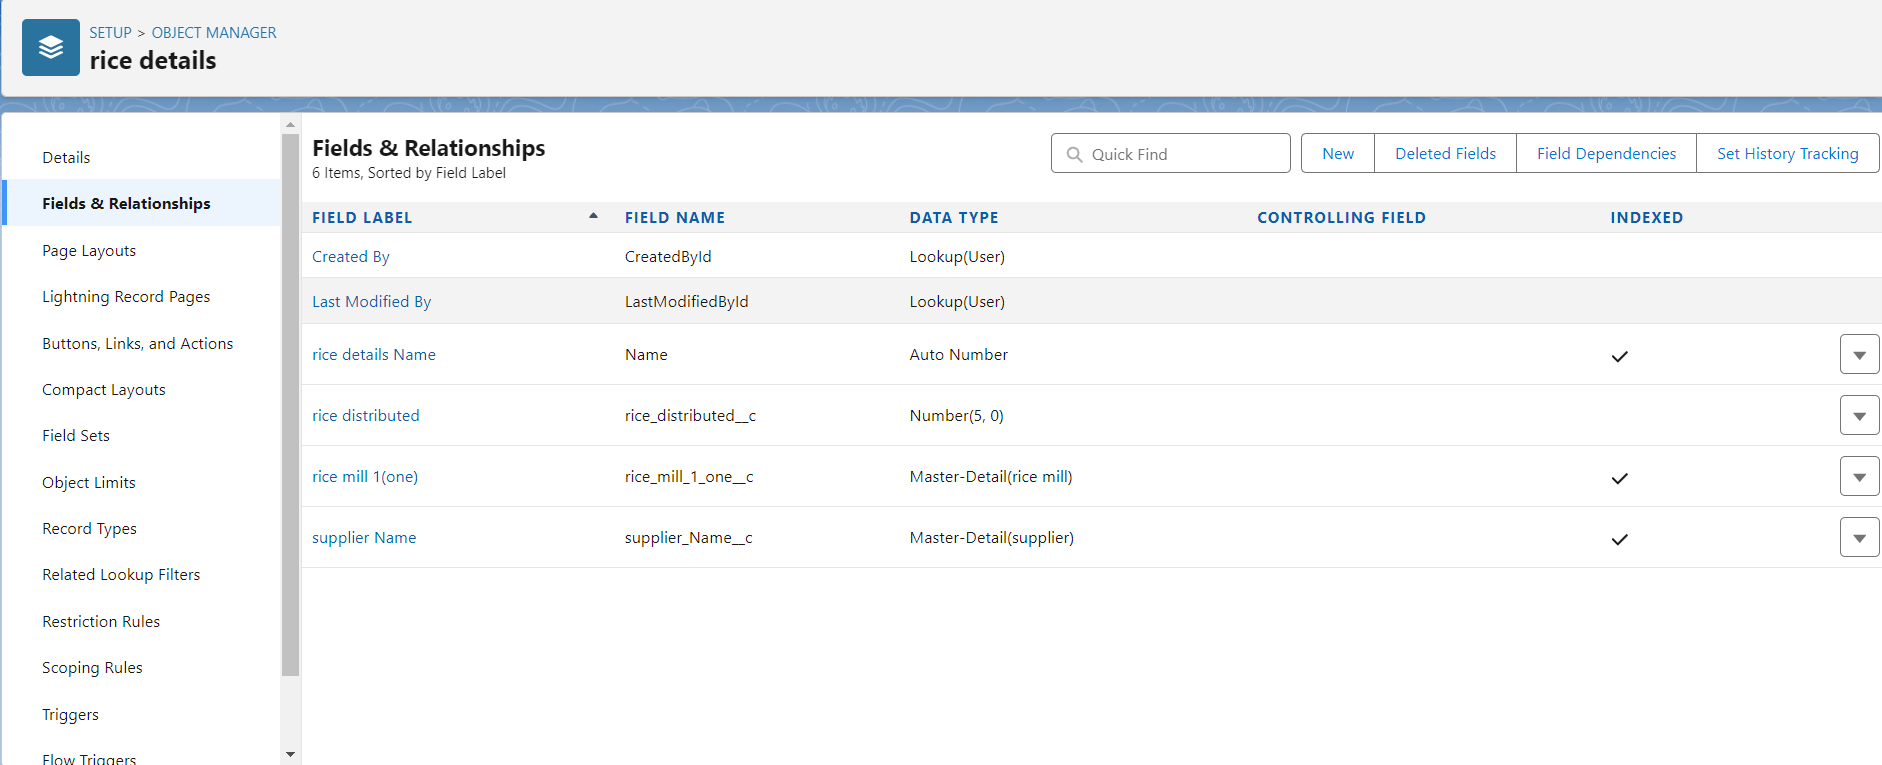 SETUP > OBJECT MANAGER
rice details
Details
Fields & Relationships
Page Layouts
Lightning Record Pages
Buttons, Links, and Actions
Compact Layouts
Field Sets
Object Limits
Record Types
Related Lookup Filters
Restriction Rules
Scoping Rules
Triggers
Flow Triggers
Fields & Relationships
6 Items, Sorted by Field Label
Quick Find
New Deleted Fields Field Dependencies Set History Tracking
FIELD LABEL FIELD NAME DATA TYPE CONTROLLING FIELD INDEXED
Created By CreatedById Lookup(User)
Last Modified By LastModifiedById Lookup(User)
rice details Name Name Auto Number
rice distributed rice_distributed__c Number(5, 0)
rice mill 1(one) rice_mill_1_one__c Master-Detail(rice mill)
supplier Name supplier_Name__c Master-Detail(supplier)